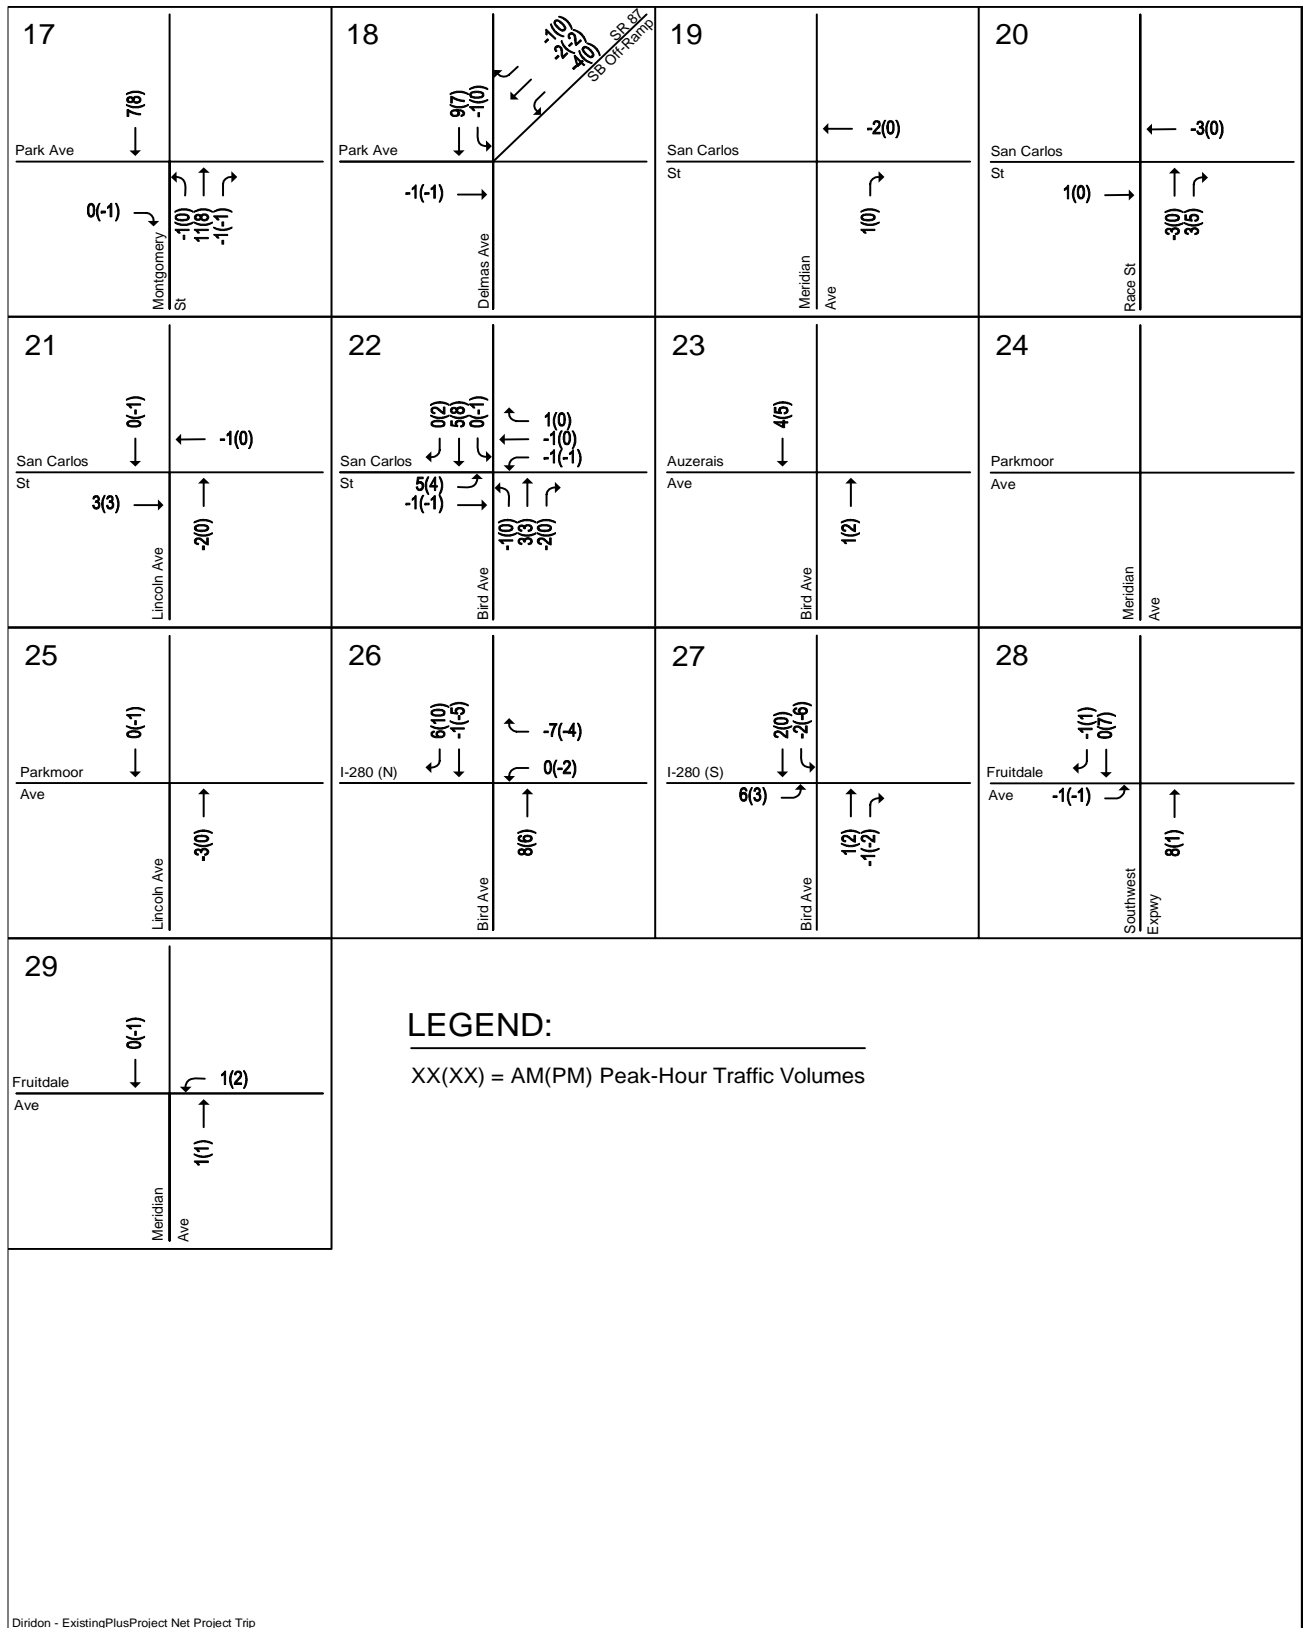 17
7(8)
Park Ave
0(-1)
-1(0)
11(8)
-1(-1)
Montgomery
St
18
-1(0)
-2(-2)
-4(0)
SR 87
SB Off-Ramp
9(7)
-1(0)
Park Ave
-1(-1)
Delmas Ave
19
-2(0)
San Carlos
St
1(0)
Meridian
Ave
20
-3(0)
San Carlos
St
1(0)
-3(0)
3(5)
Race St
21
0(-1)
-1(0)
San Carlos
St
3(3)
-2(0)
Lincoln Ave
22
0(2)
5(8)
0(-1)
1(0)
-1(0)
-1(-1)
San Carlos
St
5(4)
-1(-1)
-1(0)
3(3)
-2(0)
Bird Ave
23
4(5)
Auzerais
Ave
1(2)
Bird Ave
24
Parkmoor
Ave
Meridian
Ave
25
0(-1)
Parkmoor
Ave
-3(0)
Lincoln Ave
26
6(10)
-1(-5)
-7(-4)
0(-2)
I-280 (N)
8(6)
Bird Ave
27
2(0)
-2(-6)
I-280 (S)
6(3)
1(2)
-1(-2)
Bird Ave
28
-1(1)
0(7)
Fruitdale
Ave
-1(-1)
8(1)
Southwest
Expwy
29
0(-1)
1(2)
Fruitdale
Ave
1(1)
Meridian
Ave
LEGEND:
XX(XX) = AM(PM) Peak-Hour Traffic Volumes
Diridon - ExistingPlusProject Net Project Trip